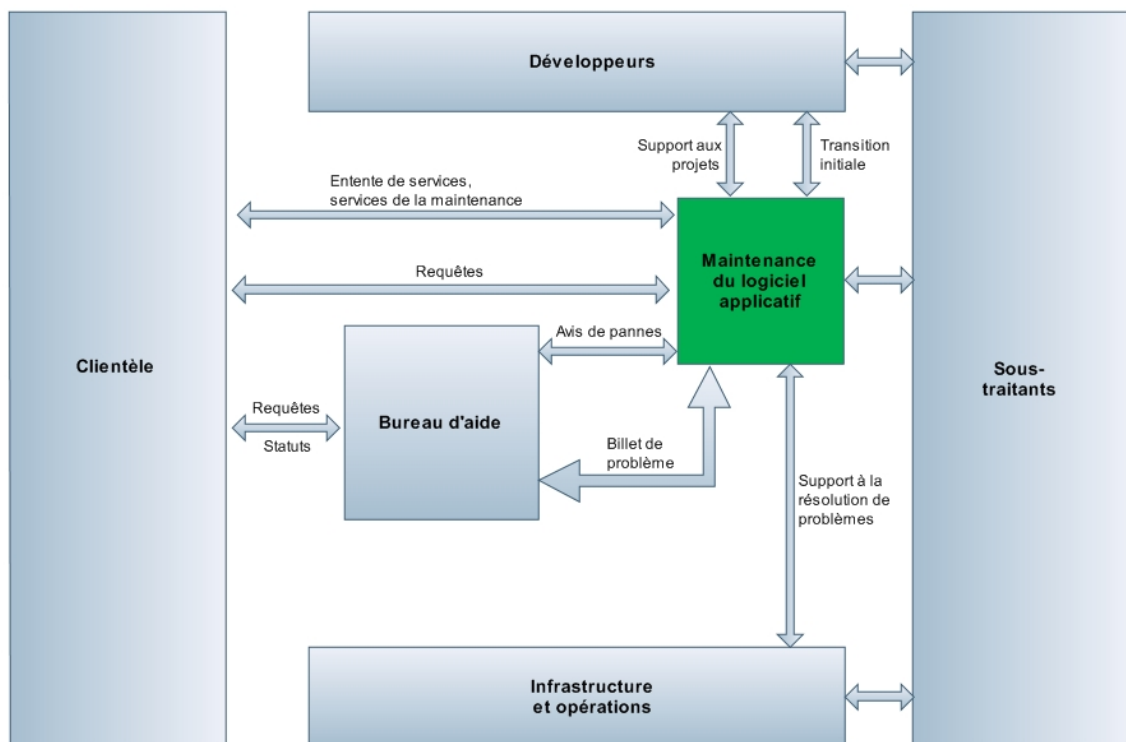 Développeurs
Support aux
projets
Transition
initiale
Entente de services,
services de la maintenance
Maintenance
du logiciel
applicatif
Requêtes
Avis de pannes
Clientèle
Sous-
traitants
Requêtes
Statuts
Bureau d'aide
Billet de
problème
Support à la
résolution de
problèmes
Infrastructure
et opérations